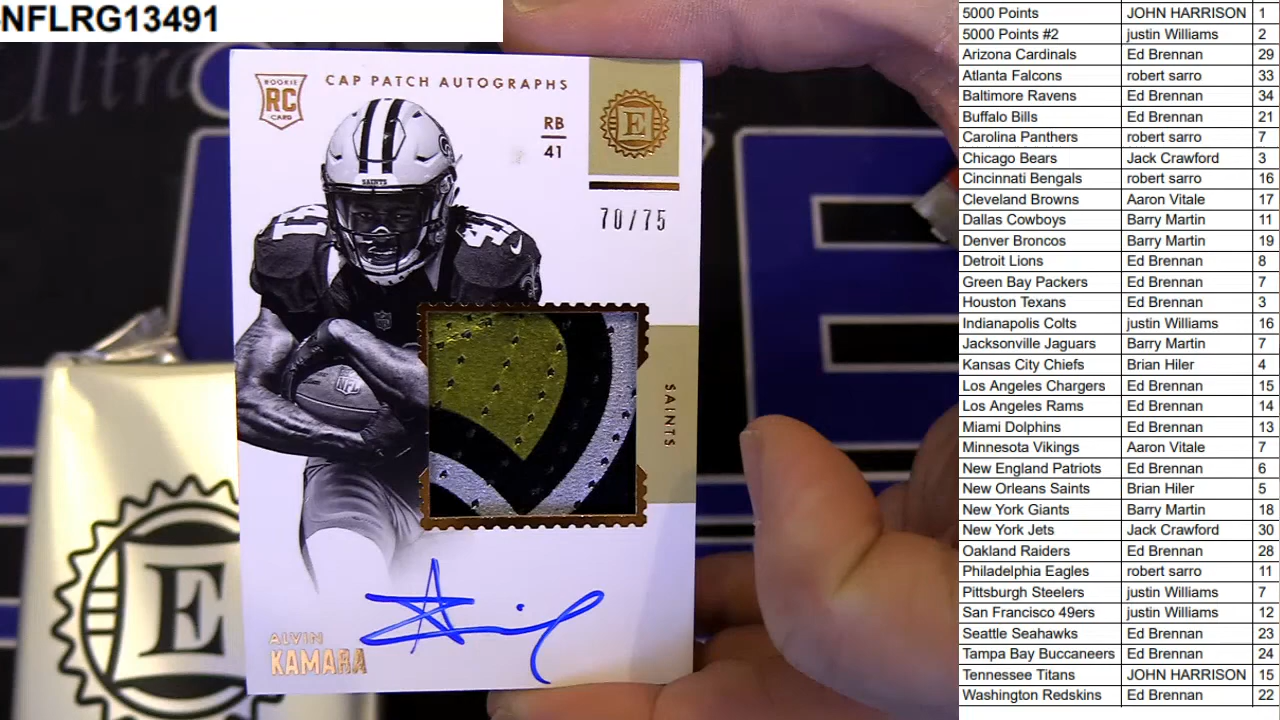 NFLRG13491
ROOKIE
RC
CARD
CAP PATCH AUTOGRAPHS
RB
41
E
70/75
SAINTS
NFL
SAINTS
ALVIN
KAMARA
E
5000 Points JOHN HARRISON 1
5000 Points #2 justin Williams 2
Arizona Cardinals Ed Brennan 29
Atlanta Falcons robert sarro 33
Baltimore Ravens Ed Brennan 34
Buffalo Bills Ed Brennan 21
Carolina Panthers robert sarro 7
Chicago Bears Jack Crawford 3
Cincinnati Bengals robert sarro 16
Cleveland Browns Aaron Vitale 17
Dallas Cowboys Barry Martin 11
Denver Broncos Barry Martin 19
Detroit Lions Ed Brennan 8
Green Bay Packers Ed Brennan 7
Houston Texans Ed Brennan 3
Indianapolis Colts justin Williams 16
Jacksonville Jaguars Barry Martin 7
Kansas City Chiefs Brian Hiler 4
Los Angeles Chargers Ed Brennan 15
Los Angeles Rams Ed Brennan 14
Miami Dolphins Ed Brennan 13
Minnesota Vikings Aaron Vitale 7
New England Patriots Ed Brennan 6
New Orleans Saints Brian Hiler 5
New York Giants Barry Martin 18
New York Jets Jack Crawford 30
Oakland Raiders Ed Brennan 28
Philadelphia Eagles robert sarro 11
Pittsburgh Steelers justin Williams 7
San Francisco 49ers justin Williams 12
Seattle Seahawks Ed Brennan 23
Tampa Bay Buccaneers Ed Brennan 24
Tennessee Titans JOHN HARRISON 15
Washington Redskins Ed Brennan 22